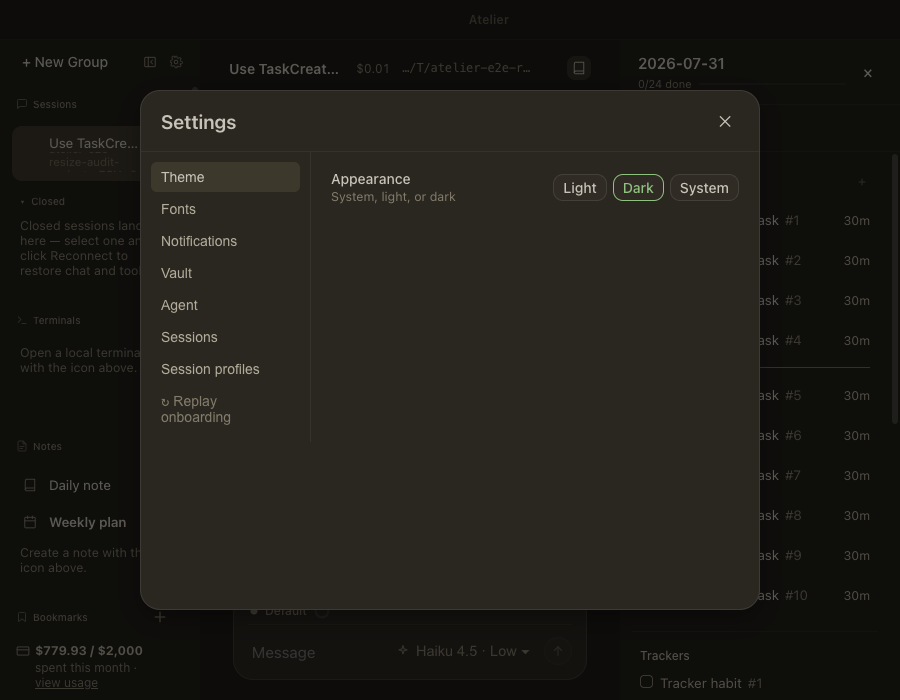 Atelier
+ New Group
Use TaskCreat...
$0.01
…/T/atelier-e2e-r…
2026-07-31
0/24 done
Sessions
Use TaskCre...
resize-audit-
Closed
Closed sessions land
here — select one an
click Reconnect to
restore chat and tool
Terminals
Open a local termina
with the icon above.
Notes
Daily note
Weekly plan
Create a note with th
icon above.
Bookmarks
$779.93 / $2,000
spent this month ·
view usage
Settings
Theme
Fonts
Notifications
Vault
Agent
Sessions
Session profiles
↻ Replay
onboarding
Appearance
System, light, or dark
Light
Dark
System
ask #1 30m
ask #2 30m
ask #3 30m
ask #4 30m
ask #5 30m
ask #6 30m
ask #7 30m
ask #8 30m
ask #9 30m
ask #10 30m
Default
Message
Haiku 4.5 · Low
Trackers
Tracker habit #1